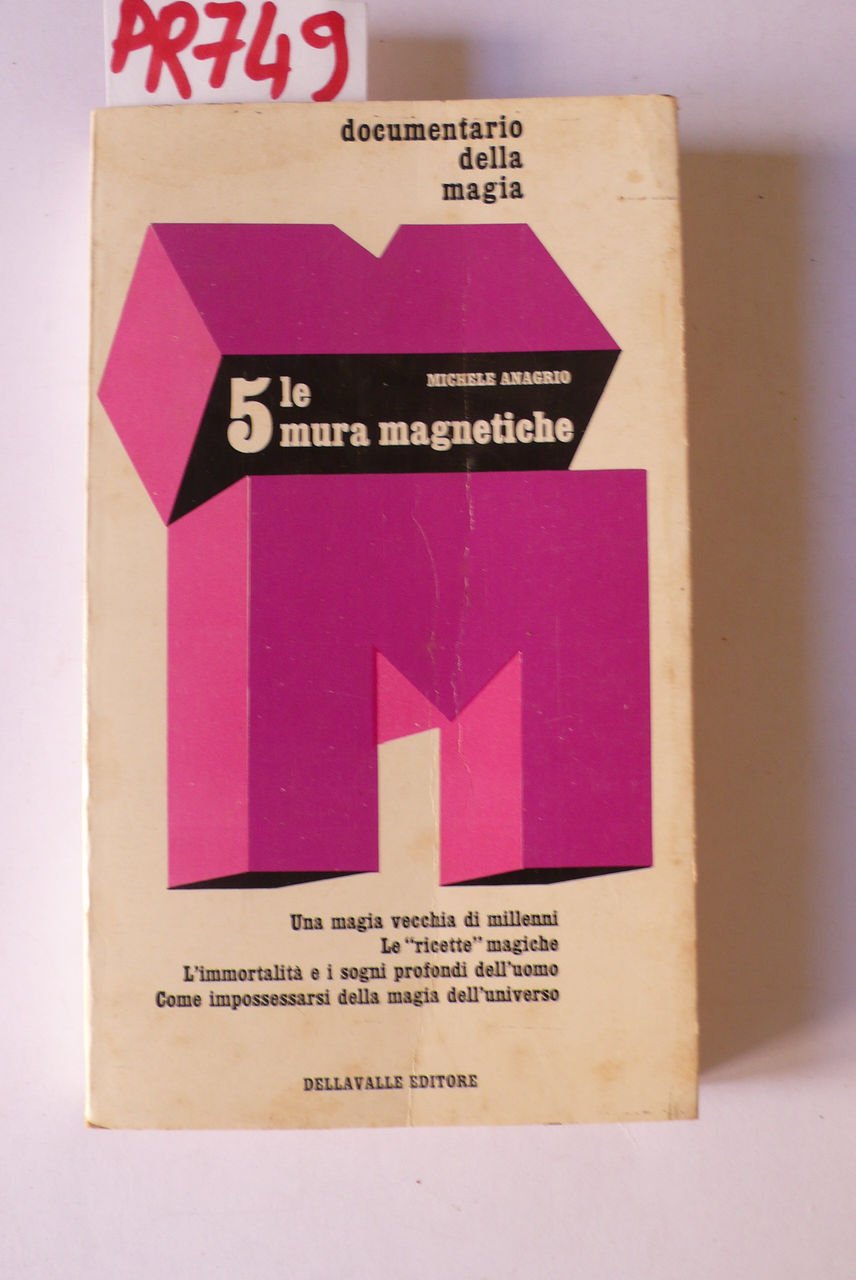 AR749
documentario
della
magia
MICHELE ANAGRIO
5 le
mura magnetiche
Una magia vecchia di millenni
Le "ricette" magiche
L'immortalità e i sogni profondi dell'uomo
Come impossessarsi della magia dell'universo
DELLAVALLE EDITORE